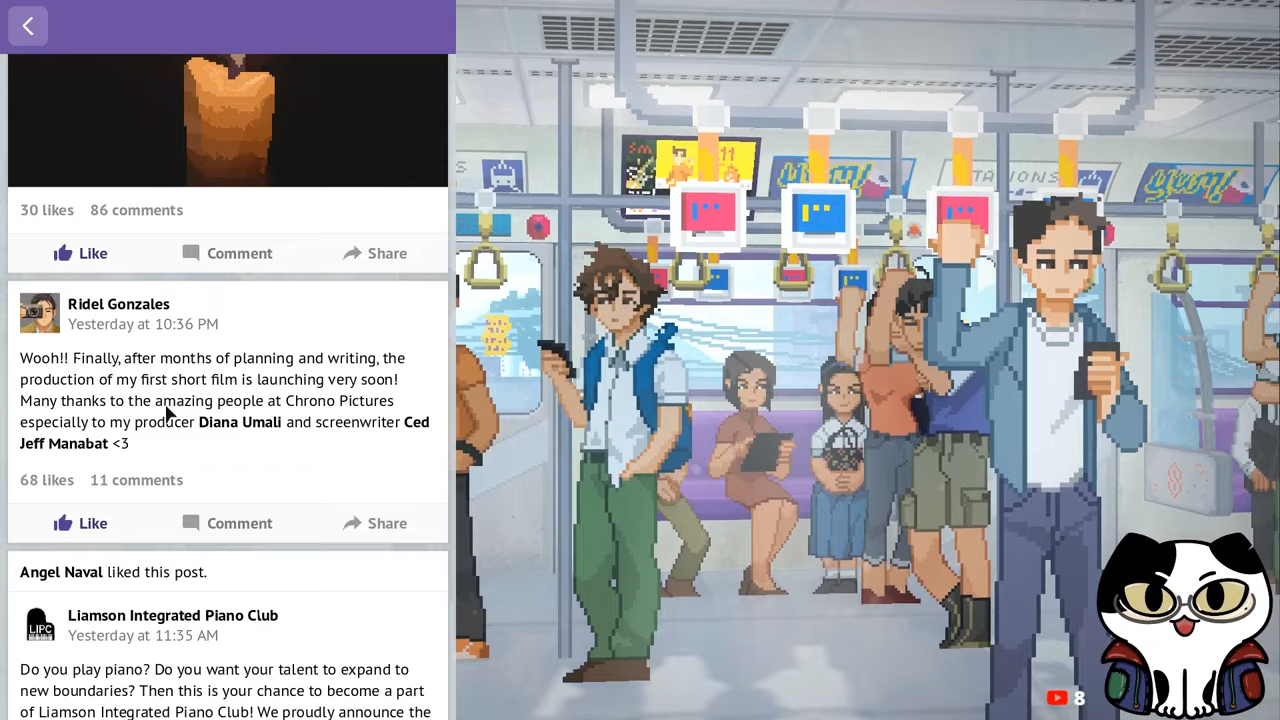 30 likes 86 comments
Like Comment Share
Ridel Gonzales
Yesterday at 10:36 PM
Wooh!! Finally, after months of planning and writing, the
production of my first short film is launching very soon!
Many thanks to the amazing people at Chrono Pictures
especially to my producer Diana Umali and screenwriter Ced
Jeff Manabat <3
68 likes 11 comments
Like Comment Share
Angel Naval liked this post.
LIPC
Liamson Integrated Piano Club
Yesterday at 11:35 AM
Do you play piano? Do you want your talent to expand to
new boundaries? Then this is your chance to become a part
of Liamson Integrated Piano Club! We proudly announce the
8